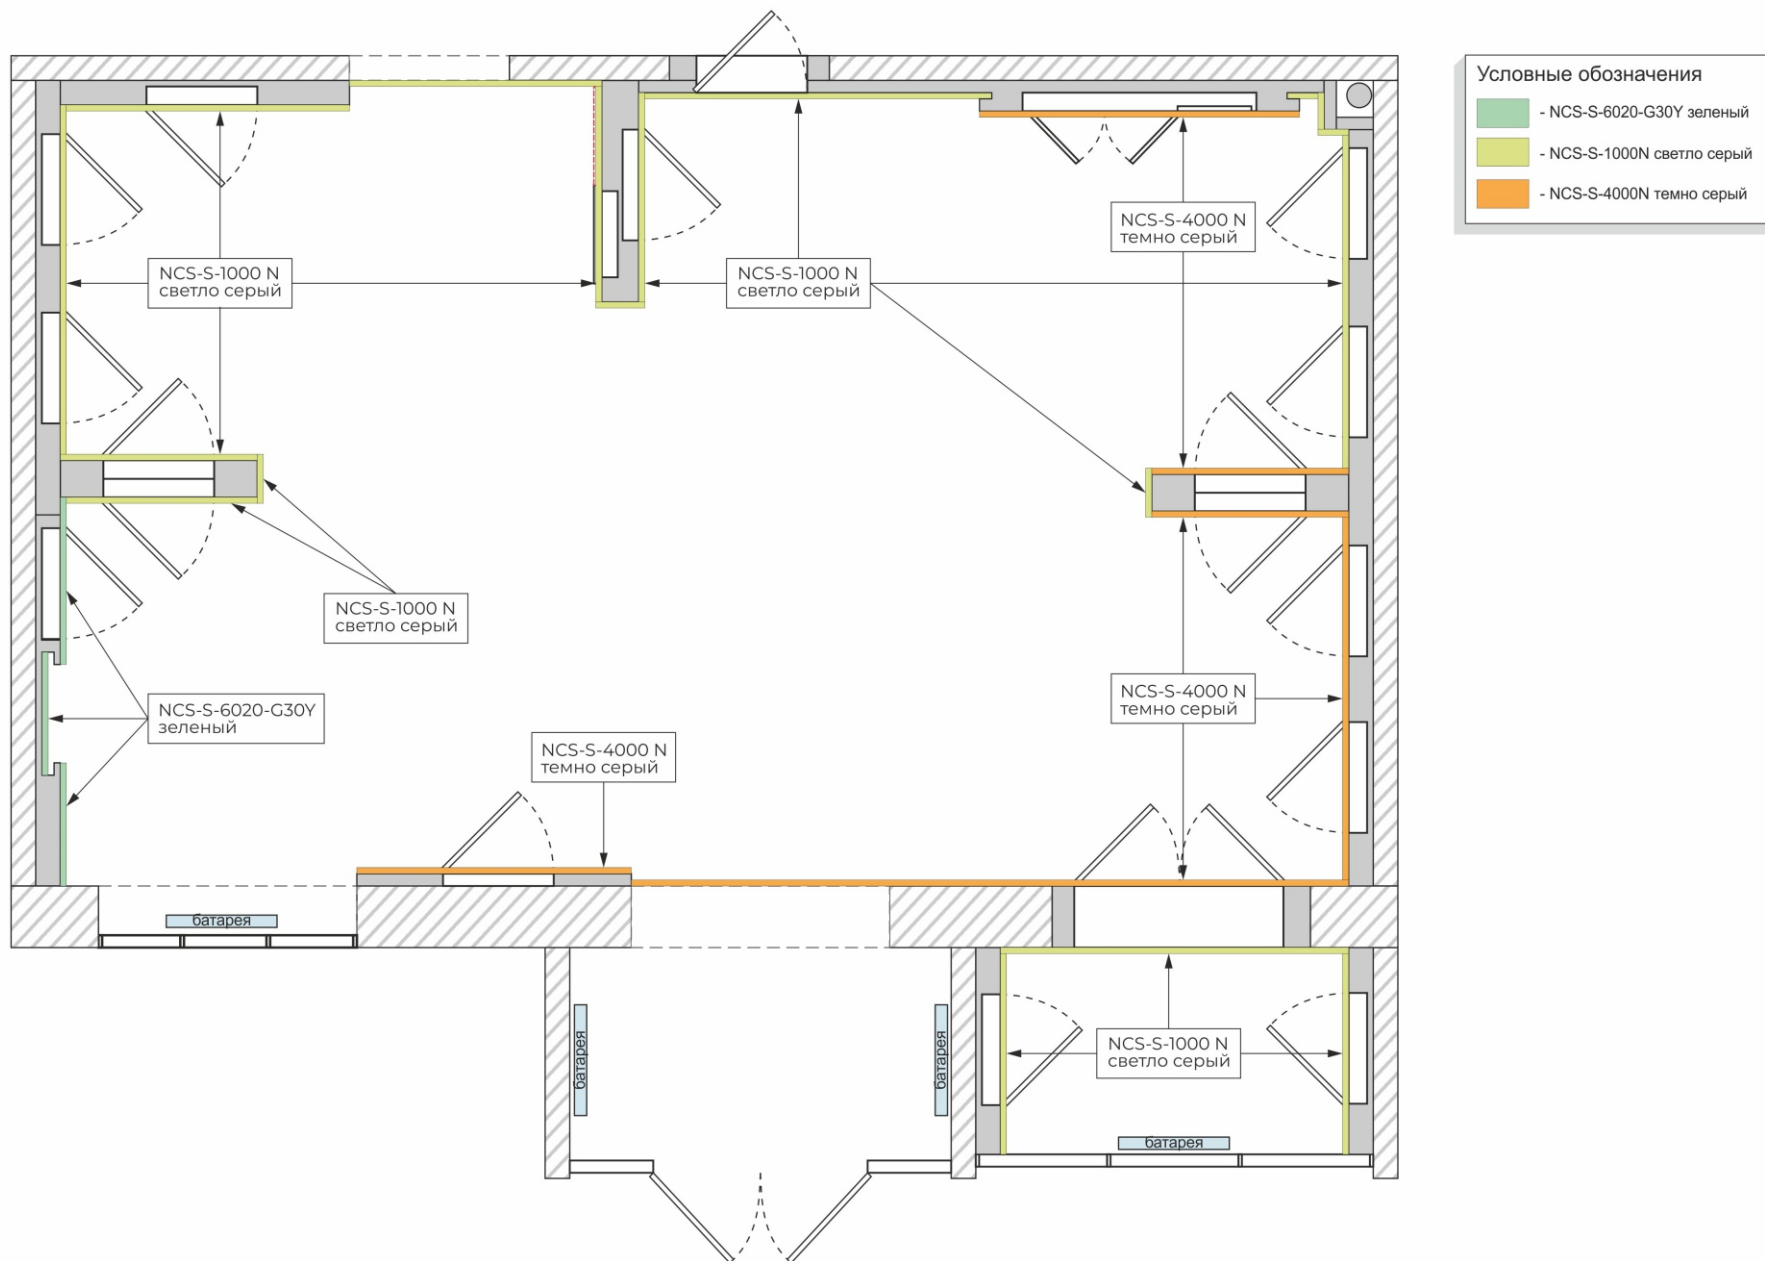 Условные обозначения
- NCS-S-6020-G30Y зеленый
- NCS-S-1000N светло серый
- NCS-S-4000N темно серый
NCS-S-4000 N
темно серый
NCS-S-1000 N
светло серый
NCS-S-1000 N
светло серый
NCS-S-1000 N
светло серый
NCS-S-4000 N
темно серый
NCS-S-6020-G30Y
зеленый
NCS-S-4000 N
темно серый
батарея
батарея
батарея
NCS-S-1000 N
светло серый
батарея